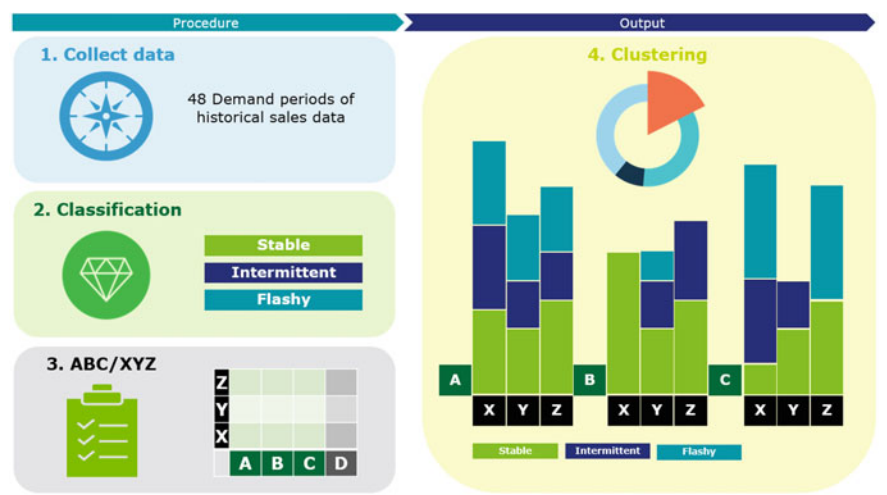 Procedure
Output
1. Collect data
48 Demand periods of
historical sales data
2. Classification
Stable
Intermittent
Flashy
3. ABC/XYZ
Z
Y
X
A B C D
4. Clustering
A
B
C
X Y Z
X Y Z
X Y Z
Stable
Intermittent
Flashy